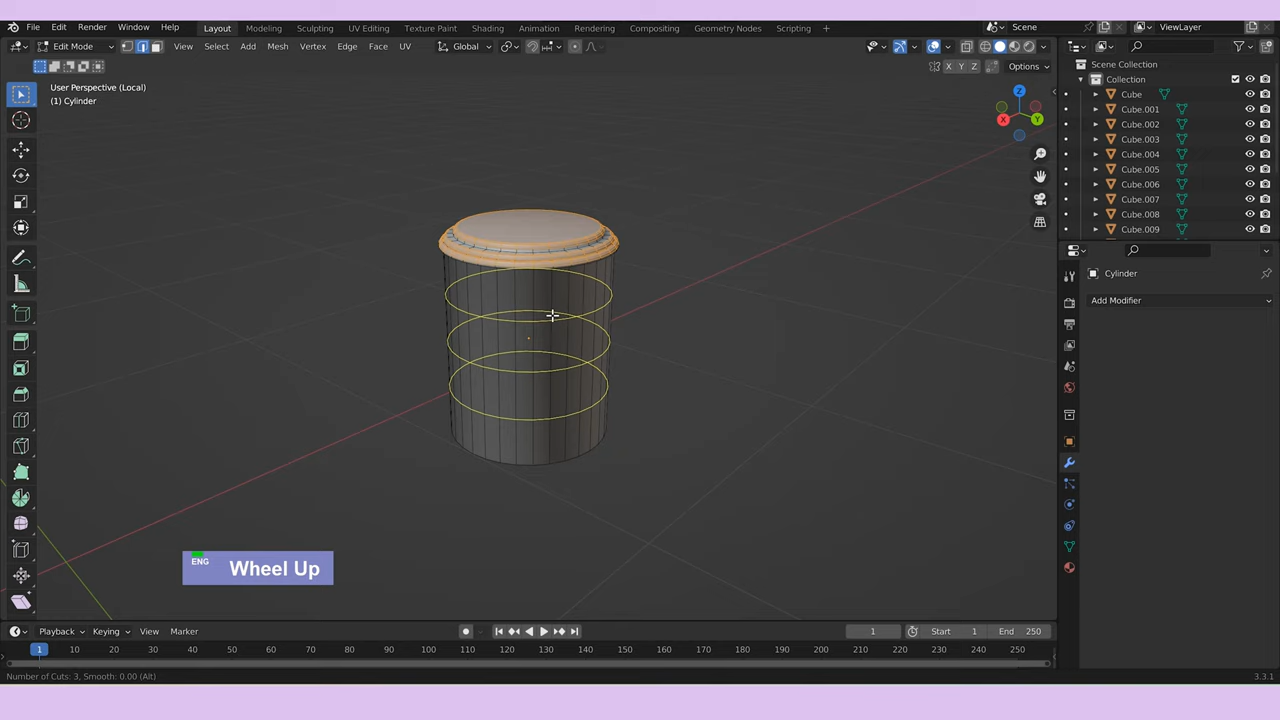 File Edit Render Window Help Layout Modeling Sculpting UV Editing Texture Paint Shading Animation Rendering Compositing Geometry Nodes Scripting + Scene ViewLayer
Edit Mode View Select Add Mesh Vertex Edge Face UV Global
X Y Z Options
User Perspective (Local)
(1) Cylinder
Scene Collection
Collection
Cube
Cube.001
Cube.002
Cube.003
Cube.004
Cube.005
Cube.006
Cube.007
Cube.008
Cube.009
Z
X
Y
Cylinder
Add Modifier
ENG
Wheel Up
Playback Keying View Marker 1 Start 1 End 250
1 10 20 30 40 50 60 70 80 90 100 110 120 130 140 150 160 170 180 190 200 210 220 230 240 250
Number of Cuts: 3, Smooth: 0.00 (Alt) 3.3.1